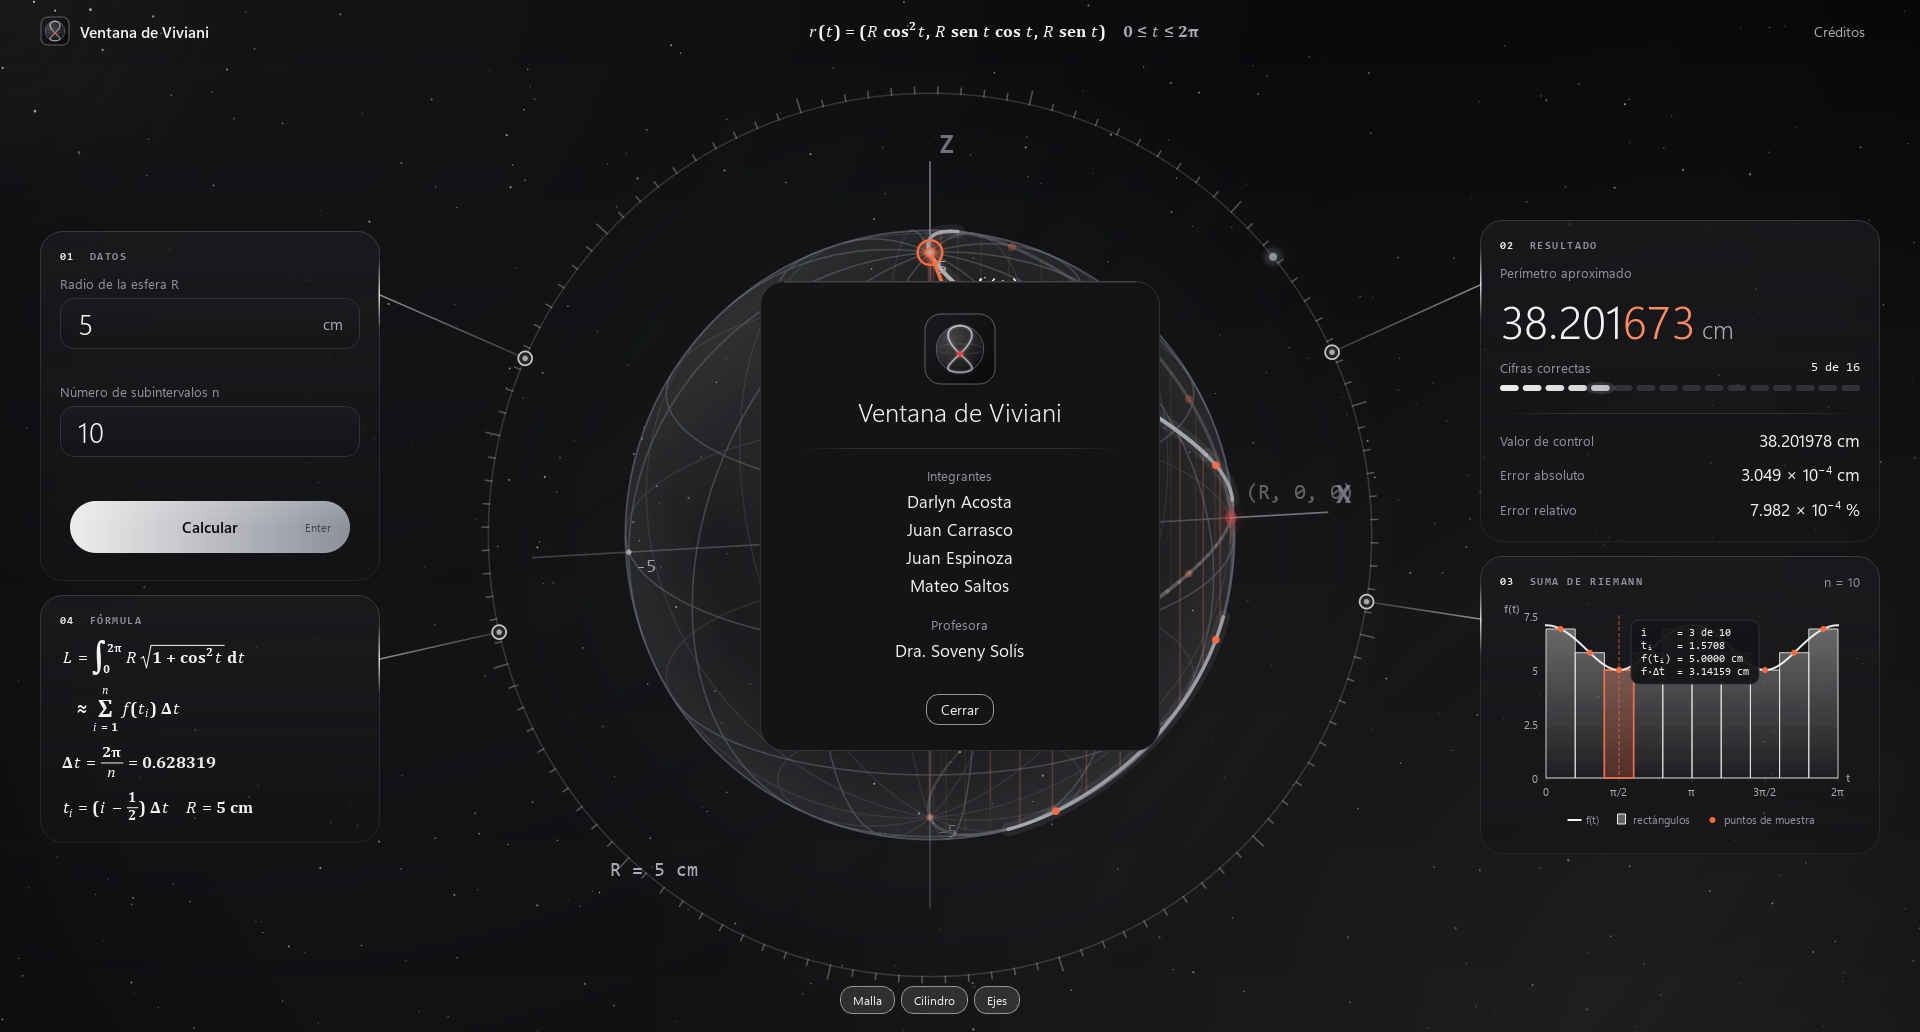 Ventana de Viviani
r(t) = (R cos²t, R sen t cos t, R sen t)   0 ≤ t ≤ 2π
Créditos
01 DATOS
Radio de la esfera R
5 cm
Número de subintervalos n
10
Calcular Enter
04 FÓRMULA
L = ∫₀^2π R √(1 + cos²t) dt
≈ Σ_{i = 1}^n f(tᵢ) Δt
Δt = 2π/n = 0.628319
tᵢ = (i − 1/2) Δt   R = 5 cm
Z
(R, 0, 0)
X
-5
-5
R = 5 cm
Ventana de Viviani
Integrantes
Darlyn Acosta
Juan Carrasco
Juan Espinoza
Mateo Saltos
Profesora
Dra. Soveny Solís
Cerrar
Malla Cilindro Ejes
02 RESULTADO
Perímetro aproximado
38.201673 cm
Cifras correctas 5 de 16
Valor de control 38.201978 cm
Error absoluto 3.049 × 10⁻⁴ cm
Error relativo 7.982 × 10⁻⁴ %
03 SUMA DE RIEMANN n = 10
f(t)
7.5
5
2.5
0
i = 3 de 10
tᵢ = 1.5708
f(tᵢ) = 5.0000 cm
f·Δt = 3.14159 cm
t
0 π/2 π 3π/2 2π
f(t) rectángulos puntos de muestra